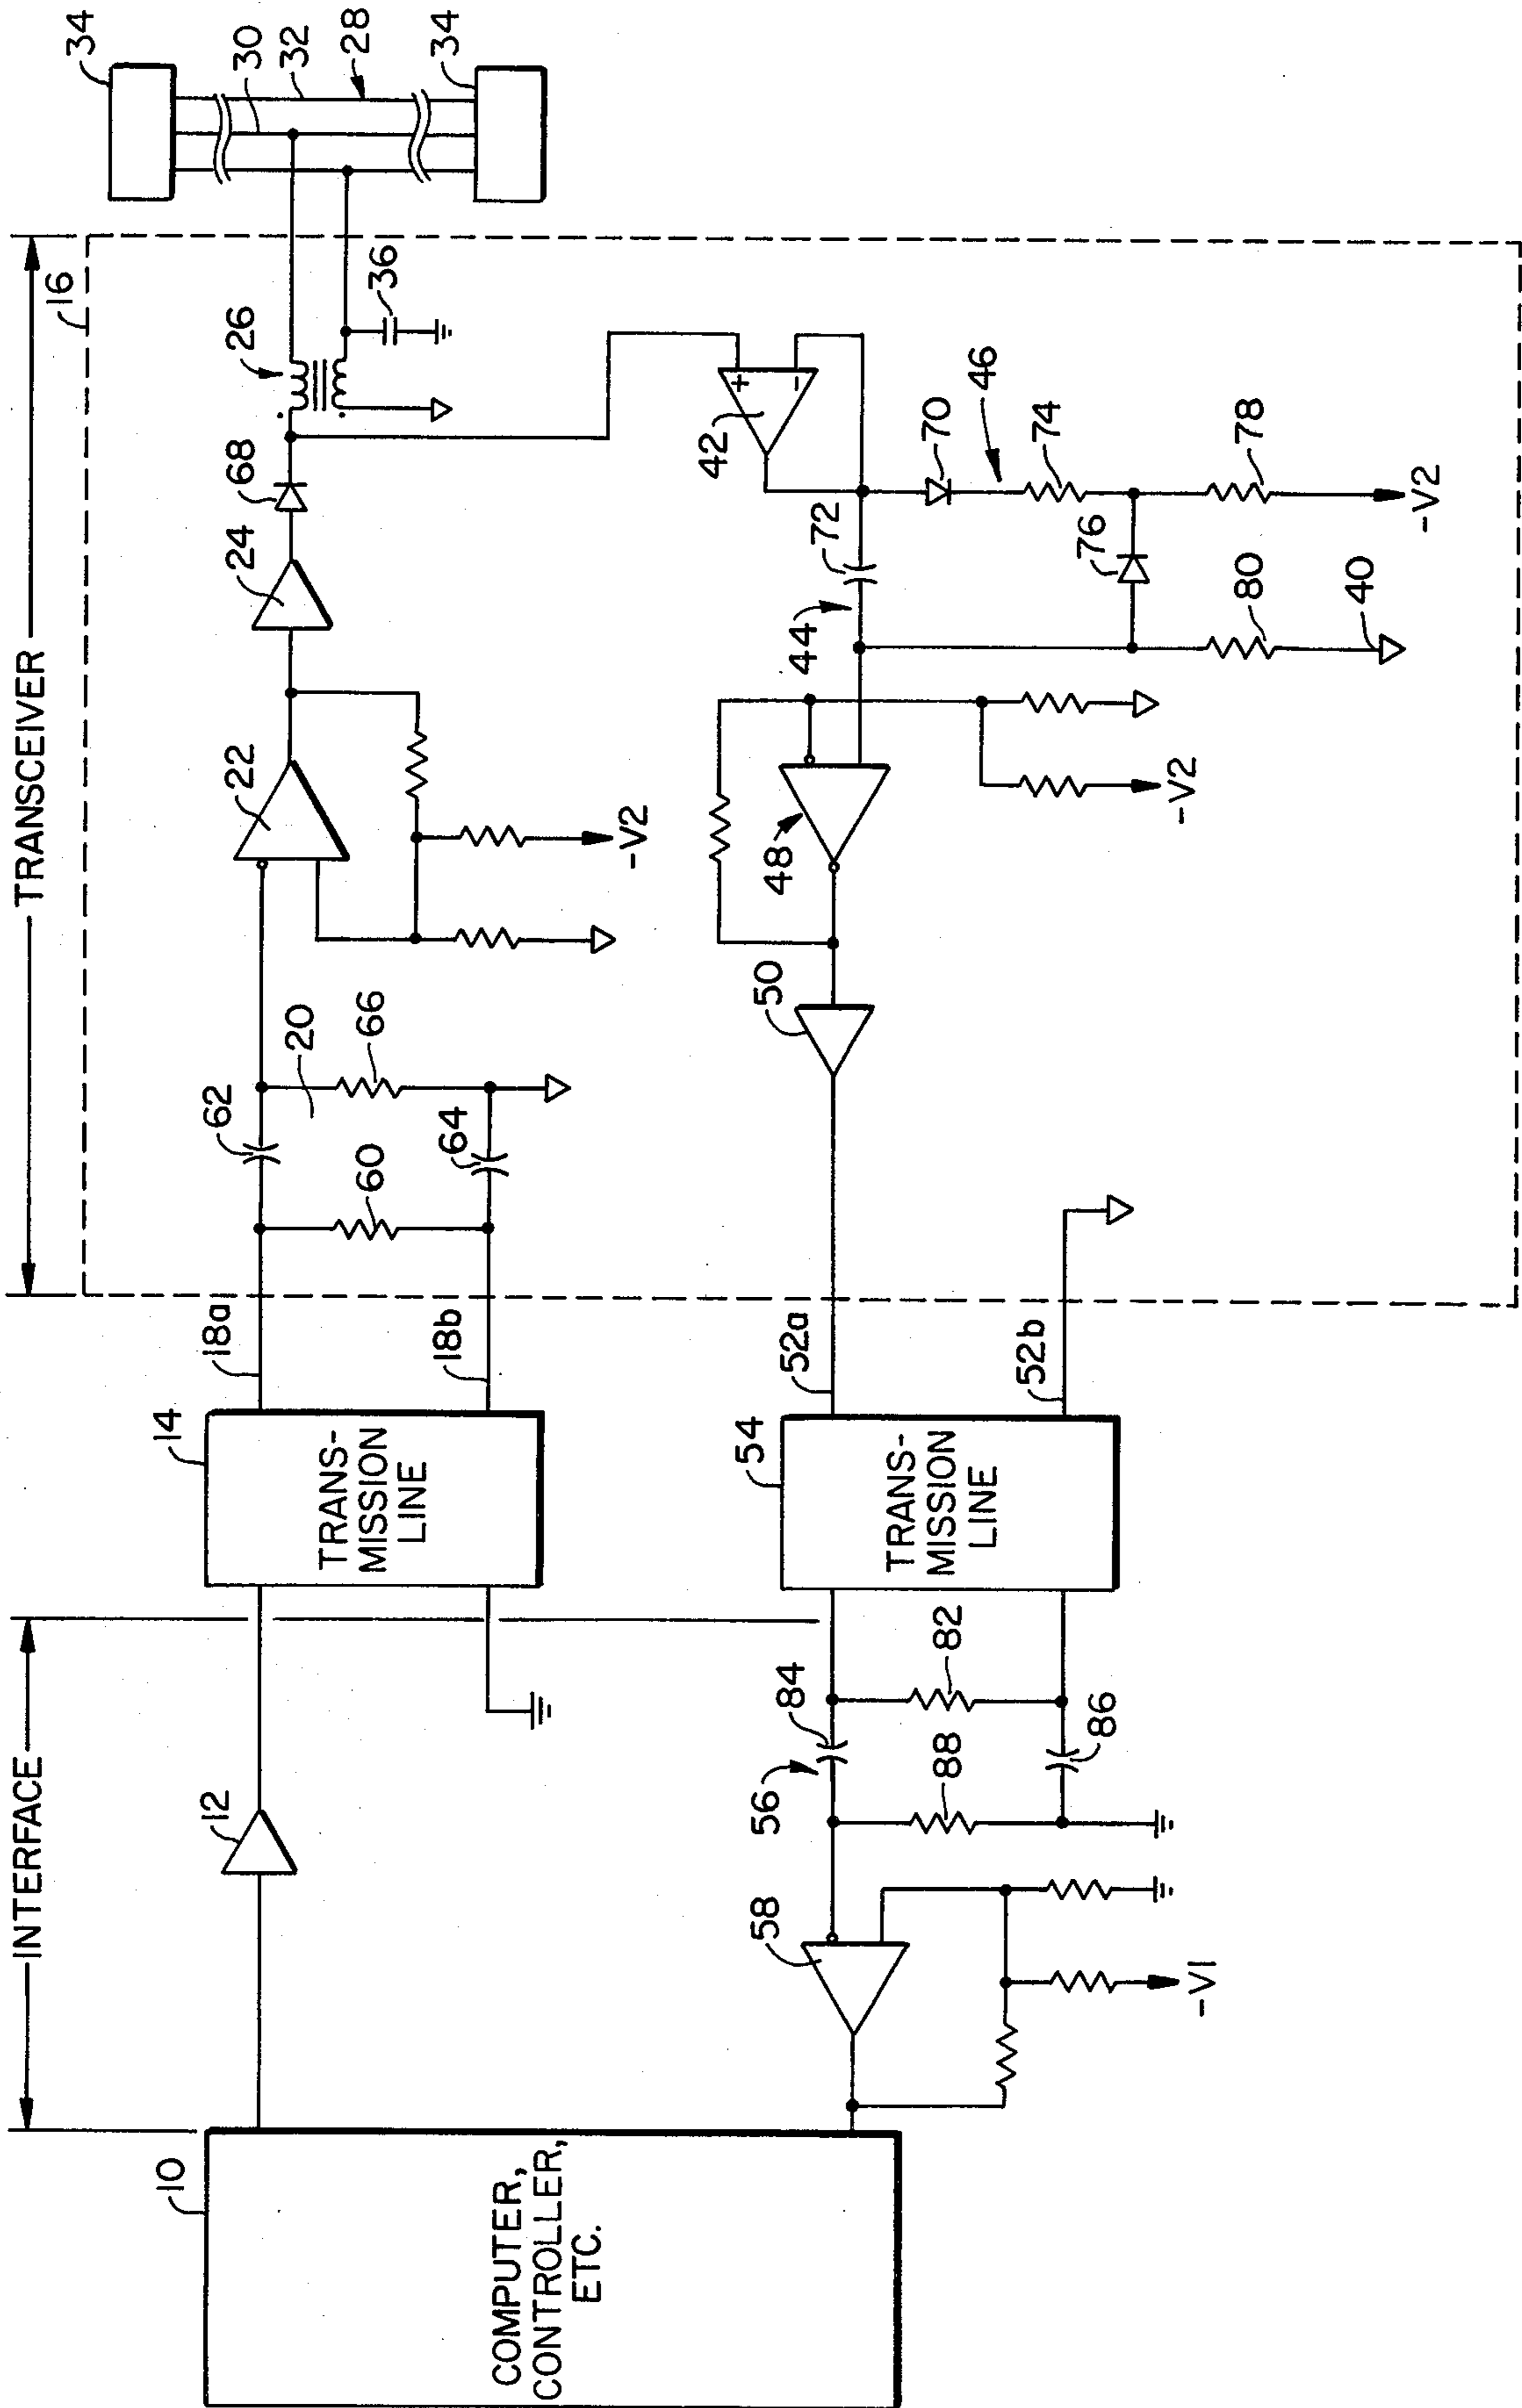 INTERFACE
TRANSCEIVER
10
COMPUTER,
CONTROLLER,
ETC.
12
14
TRANS-
MISSION
LINE
18a
18b
16
62
20
66
60
64
22
-V2
24
68
26
36
34
30
32
28
34
42
70
46
74
78
-V2
72
76
44
80
40
48
-V2
50
52a
52b
54
TRANS-
MISSION
LINE
84
82
56
88
86
58
-V1